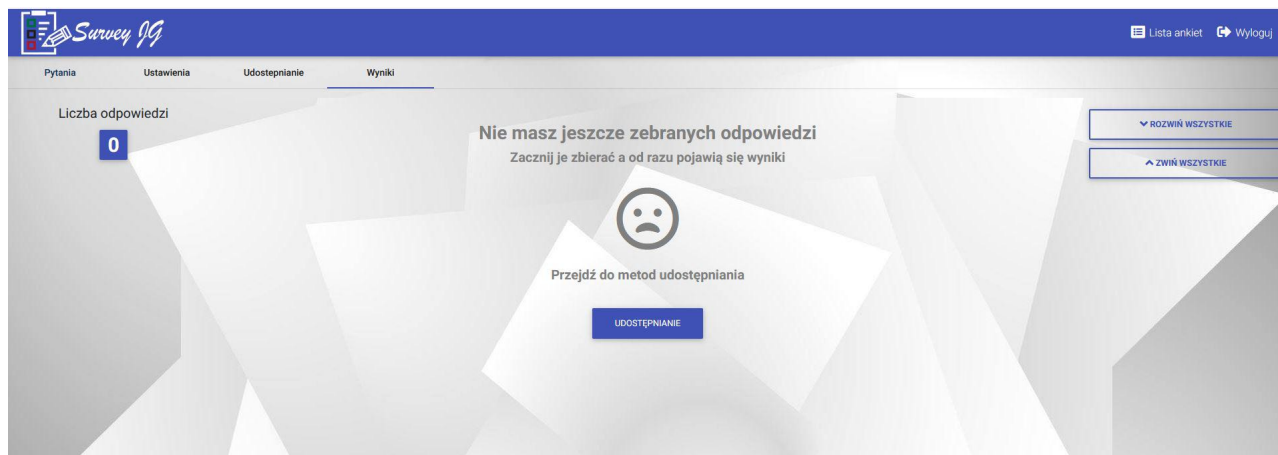 Survey JG
Lista ankiet
Wyloguj
Pytania
Ustawienia
Udostepnianie
Wyniki
Liczba odpowiedzi
0
Nie masz jeszcze zebranych odpowiedzi
Zacznij je zbierać a od razu pojawią się wyniki
Przejdź do metod udostępniania
UDOSTĘPNIANIE
ROZWIŃ WSZYSTKIE
ZWIŃ WSZYSTKIE